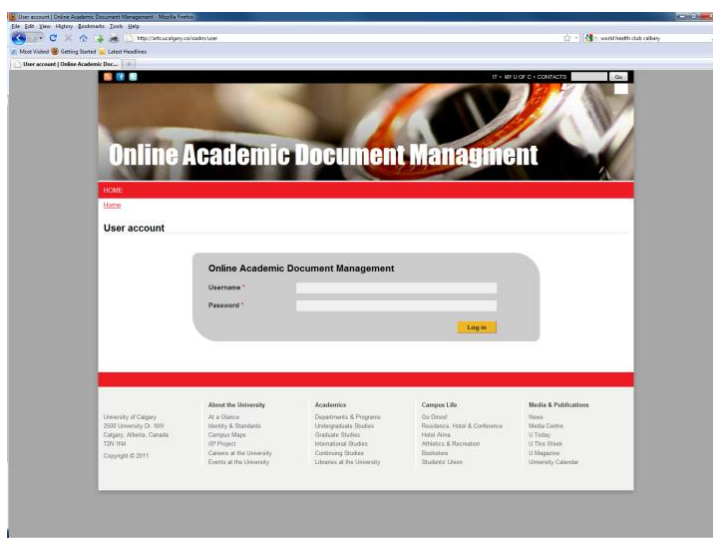 User account | Online Academic Document Management - Mozilla Firefox
File Edit View History Bookmarks Tools Help
http://arts.ucalgary.ca/oadm/user
world health club calbary
Most Visited Getting Started Latest Headlines
User account | Online Academic Doc...
IT • MY U OF C • CONTACTS Go
Online Academic Document Managment
HOME
Home
User account
Online Academic Document Management
Username *
Password *
Log in
University of Calgary
2500 University Dr. NW
Calgary, Alberta, Canada
T2N 1N4
Copyright © 2011
About the University
At a Glance
Identity & Standards
Campus Maps
iS² Project
Careers at the University
Events at the University
Academics
Departments & Programs
Undergraduate Studies
Graduate Studies
International Studies
Continuing Studies
Libraries at the University
Campus Life
Go Dinos!
Residence, Hotel & Conference
Hotel Alma
Athletics & Recreation
Bookstore
Students' Union
Media & Publications
News
Media Centre
U Today
U This Week
U Magazine
University Calendar